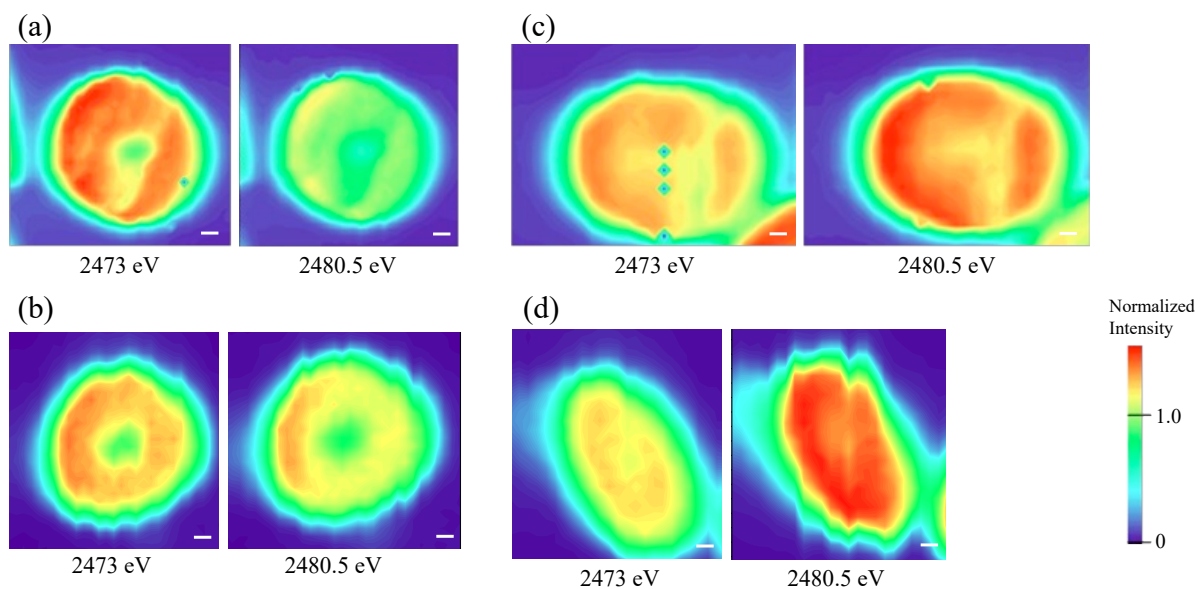 (a)
(c)
2473 eV
2480.5 eV
2473 eV
2480.5 eV
(b)
(d)
Normalized
Intensity
1.0
0
2473 eV
2480.5 eV
2473 eV
2480.5 eV